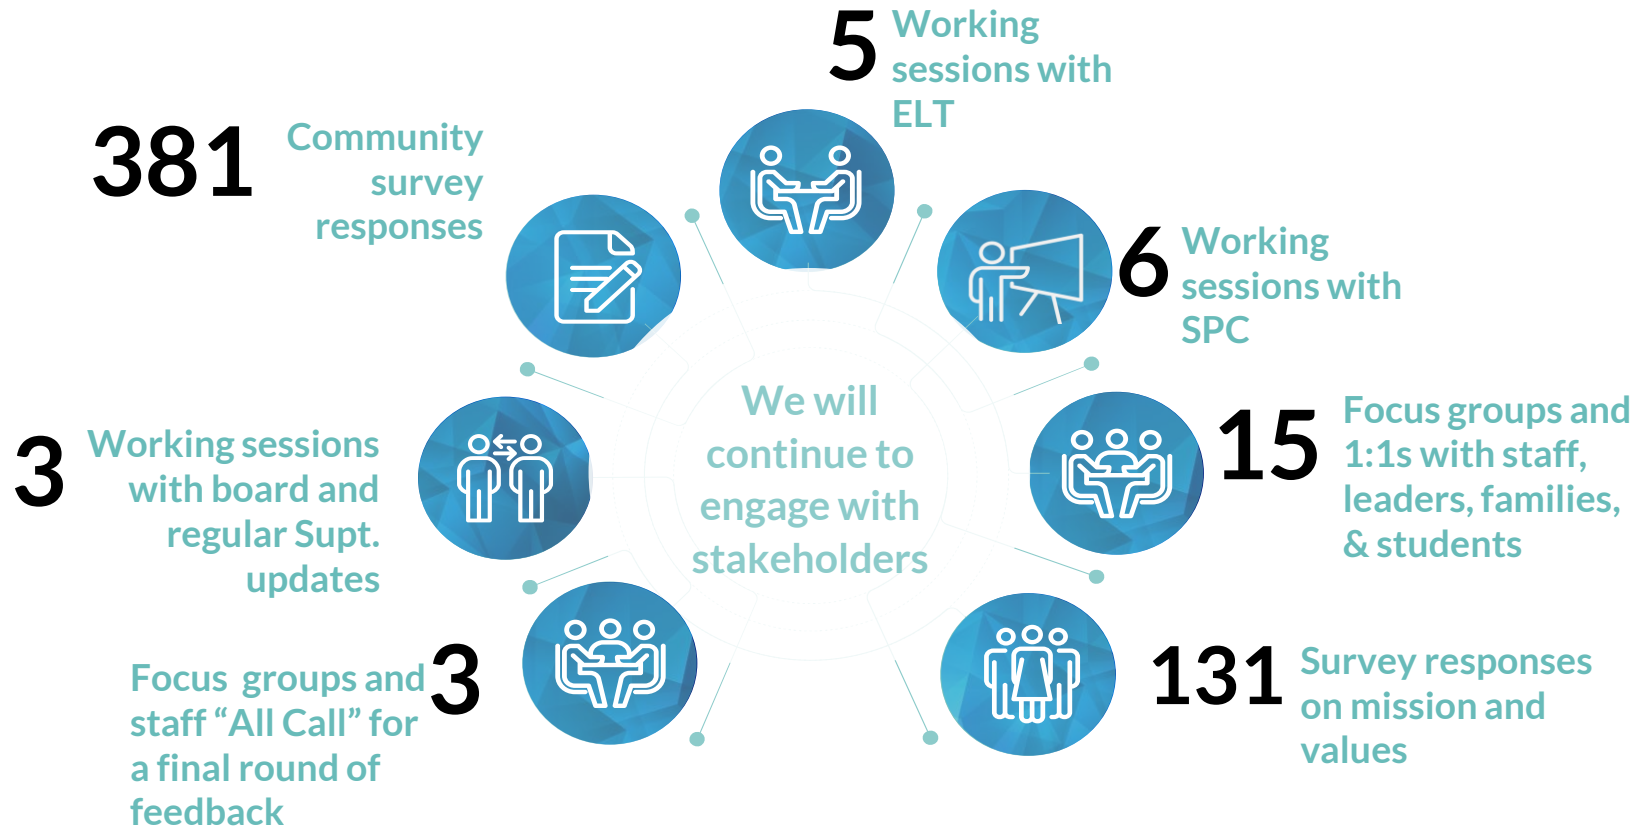 5
Working
sessions with
ELT
381
Community
survey
responses
6
Working
sessions with
SPC
We will
continue to
engage with
stakeholders
15
Focus groups and
1:1s with staff,
leaders, families,
& students
3
Working sessions
with board and
regular Supt.
updates
131
Survey responses
on mission and
values
3
Focus  groups and
staff “All Call” for
a final round of
feedback